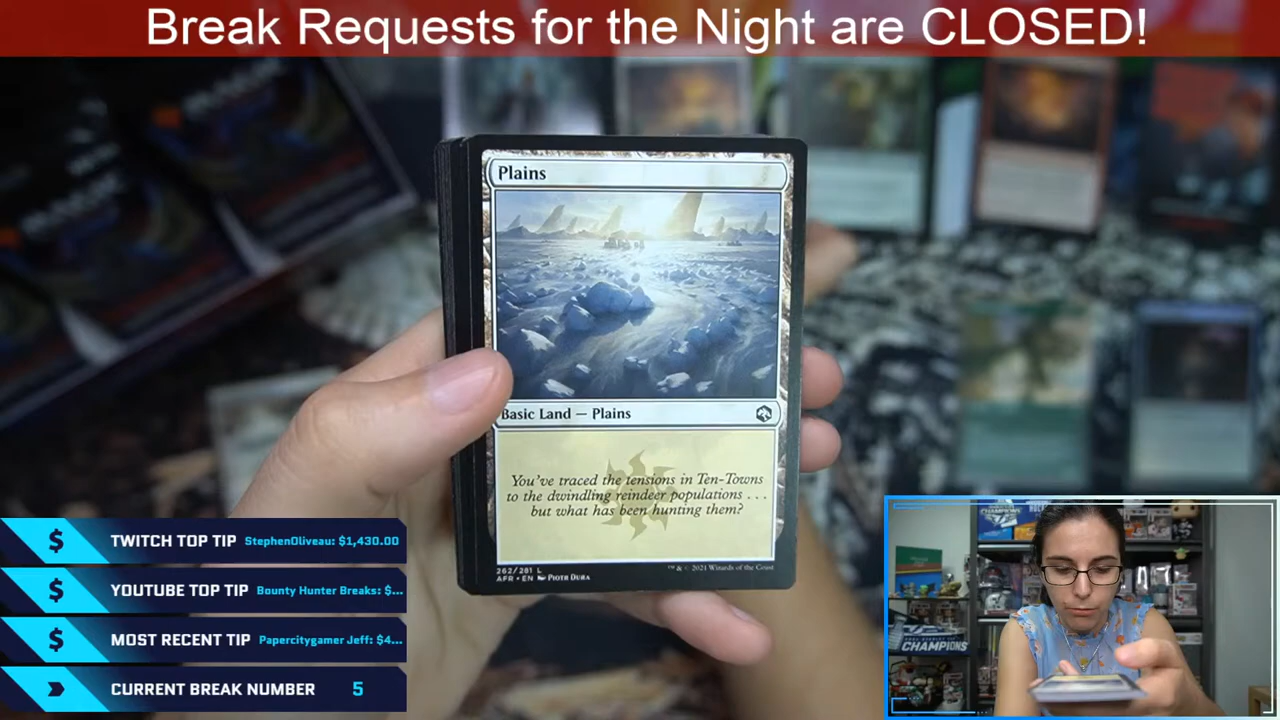 Break Requests for the Night are CLOSED!
Plains
Basic Land — Plains
You've traced the tensions in Ten-Towns
to the dwindling reindeer populations . . .
but what has been hunting them?
262/281 L
AFR • EN Piotr Dura
™ & © 2021 Wizards of the Coast
$ TWITCH TOP TIP StephenOliveau: $1,430.00
$ YOUTUBE TOP TIP Bounty Hunter Breaks: $...
$ MOST RECENT TIP Papercitygamer Jeff: $4...
CURRENT BREAK NUMBER 5
CHAMPIONS
CHAMPIONS